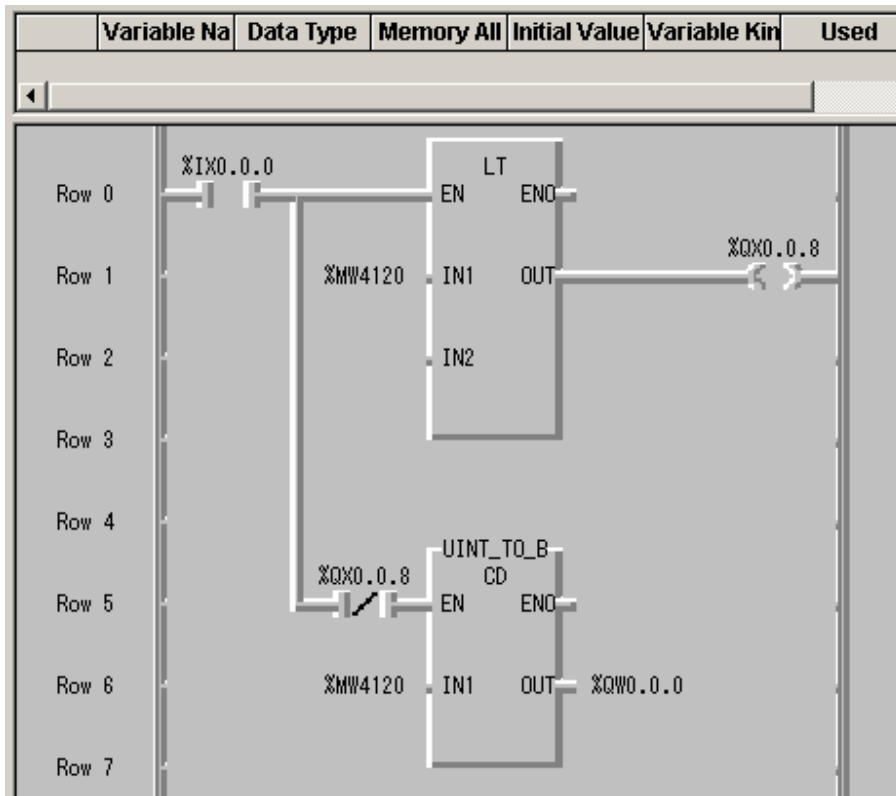 Variable Na Data Type Memory All Initial Value Variable Kin Used
%IX0.0.0 LT
Row 0 EN ENO
%QX0.0.8
Row 1 %MW4120 IN1 OUT
Row 2 IN2
Row 3
Row 4
UINT_TO_B
%QX0.0.8 CD
Row 5 EN ENO
Row 6 %MW4120 IN1 OUT %QW0.0.0
Row 7